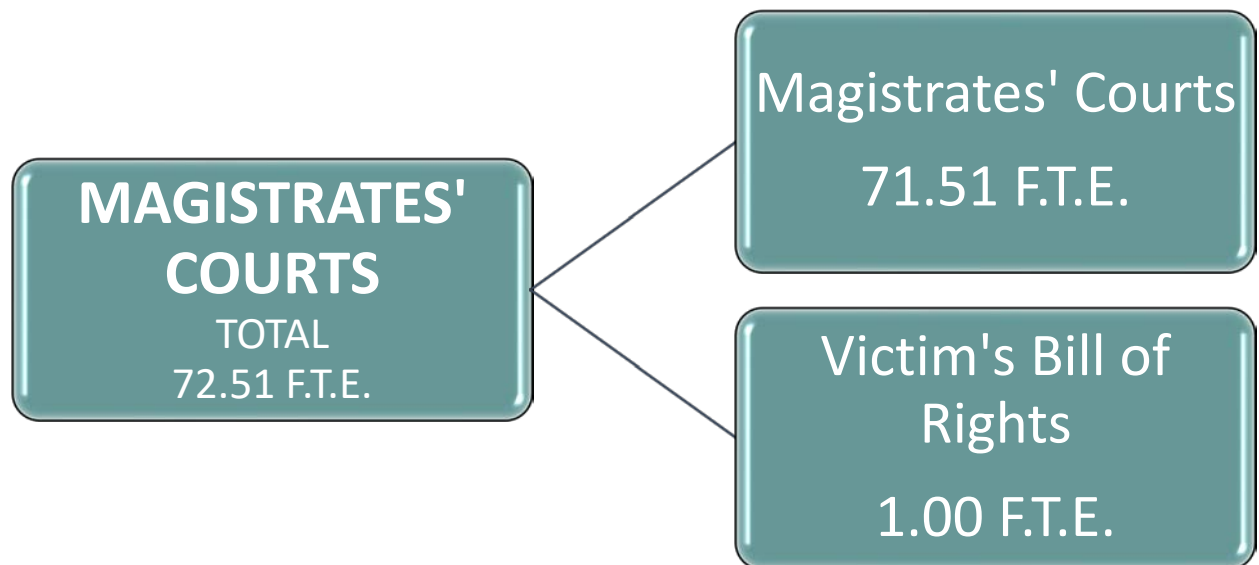 MAGISTRATES'
COURTS
TOTAL
72.51 F.T.E.
Magistrates' Courts
71.51 F.T.E.
Victim's Bill of
Rights
1.00 F.T.E.